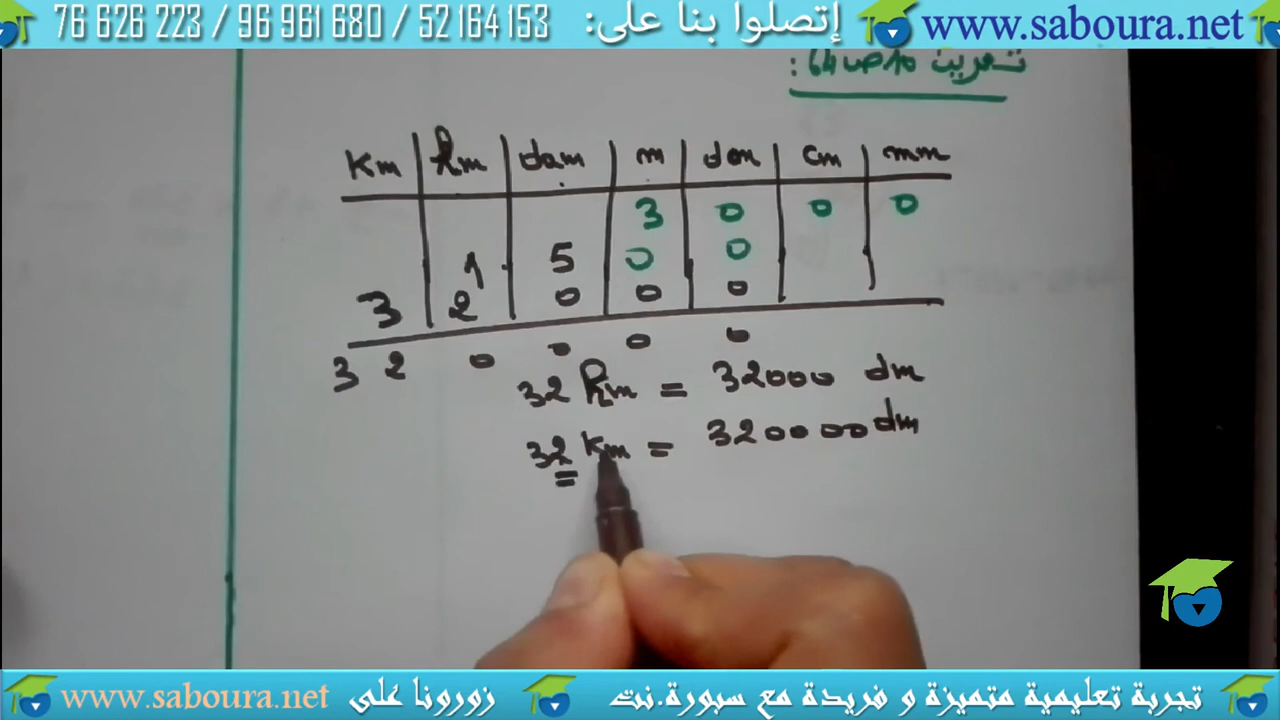 76 626 223 / 96 961 680 / 52 164 153 إتصلوا بنا على: www.saboura.net
تمرين 10 ص 64 :
Km hm dam m dm cm mm
3 0 0 0
1 5 0 0
3 2 0 0 0
3 2 0 0 0 0
32 hm = 32000 dm
32 km = 320000 dm
www.saboura.net زورونا على تجربة تعليمية متميزة و فريدة مع سبورة.نت